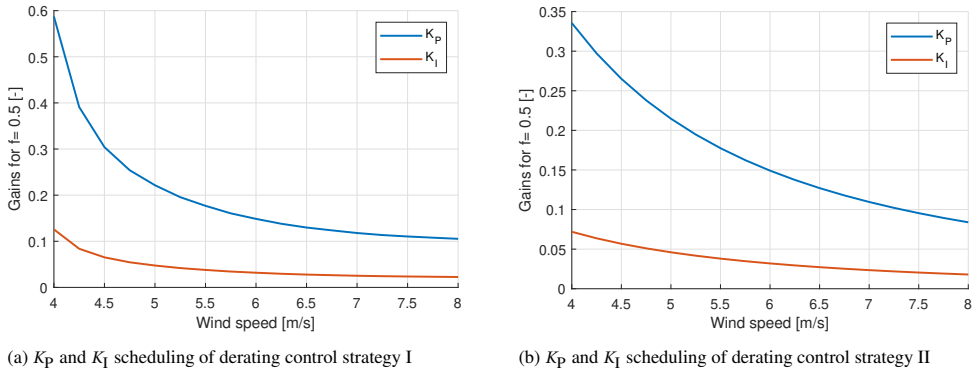 0.6
0.5
0.4
0.3
0.2
0.1
0
Gains for f= 0.5 [-]
K_P
K_I
4 4.5 5 5.5 6 6.5 7 7.5 8
Wind speed [m/s]
(a) K_P and K_I scheduling of derating control strategy I
0.35
0.3
0.25
0.2
0.15
0.1
0.05
0
Gains for f= 0.5 [-]
K_P
K_I
4 4.5 5 5.5 6 6.5 7 7.5 8
Wind speed [m/s]
(b) K_P and K_I scheduling of derating control strategy II